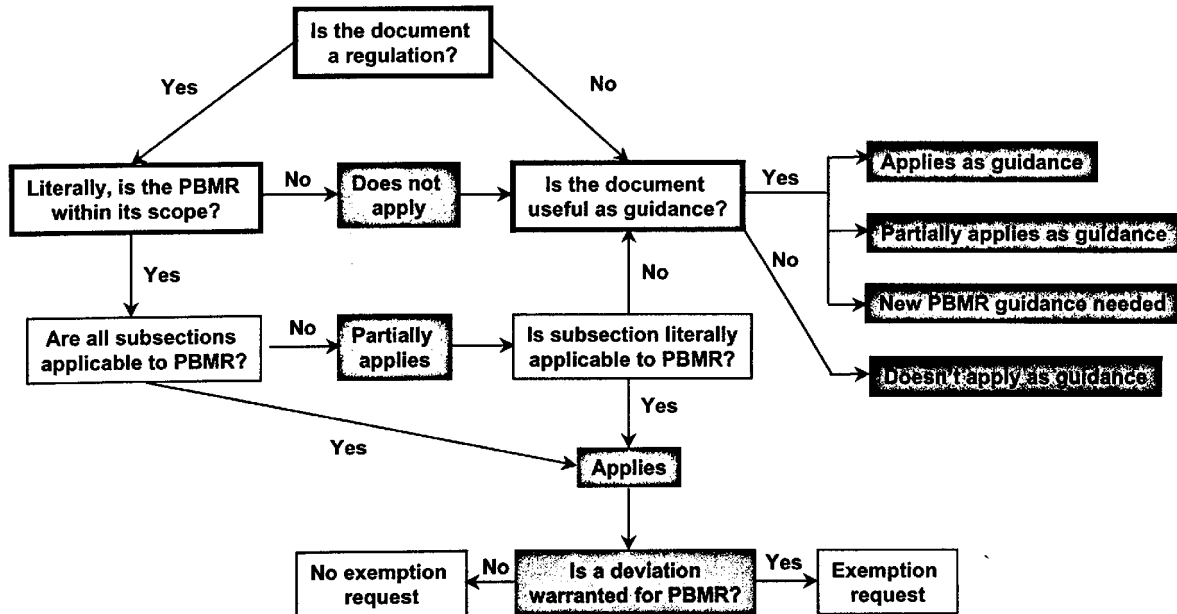 Is the document
a regulation?
Yes
No
Literally, is the PBMR
within its scope?
No
Does not
apply
Is the document
useful as guidance?
Yes
Applies as guidance
Partially applies as guidance
New PBMR guidance needed
No
Doesn't apply as guidance
Yes
No
Are all subsections
applicable to PBMR?
No
Partially
applies
Is subsection literally
applicable to PBMR?
Yes
Yes
Applies
No exemption
request
No
Is a deviation
warranted for PBMR?
Yes
Exemption
request